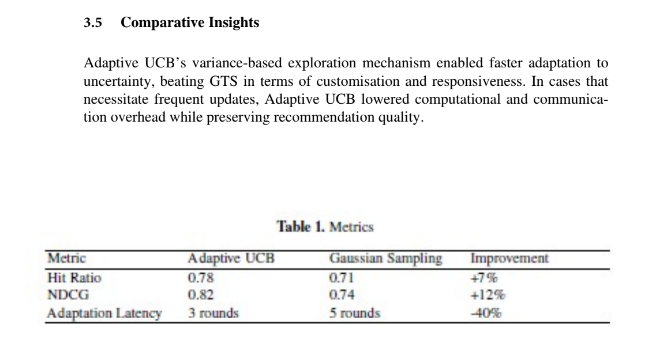 3.5 Comparative Insights
Adaptive UCB's variance-based exploration mechanism enabled faster adaptation to
uncertainty, beating GTS in terms of customisation and responsiveness. In cases that
necessitate frequent updates, Adaptive UCB lowered computational and communica-
tion overhead while preserving recommendation quality.
Table 1. Metrics
Metric Adaptive UCB Gaussian Sampling Improvement
Hit Ratio 0.78 0.71 +7%
NDCG 0.82 0.74 +12%
Adaptation Latency 3 rounds 5 rounds -40%